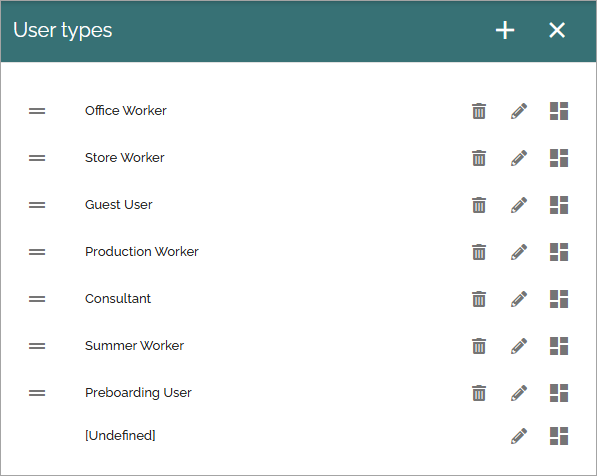 User types
Office Worker
Store Worker
Guest User
Production Worker
Consultant
Summer Worker
Preboarding User
[Undefined]